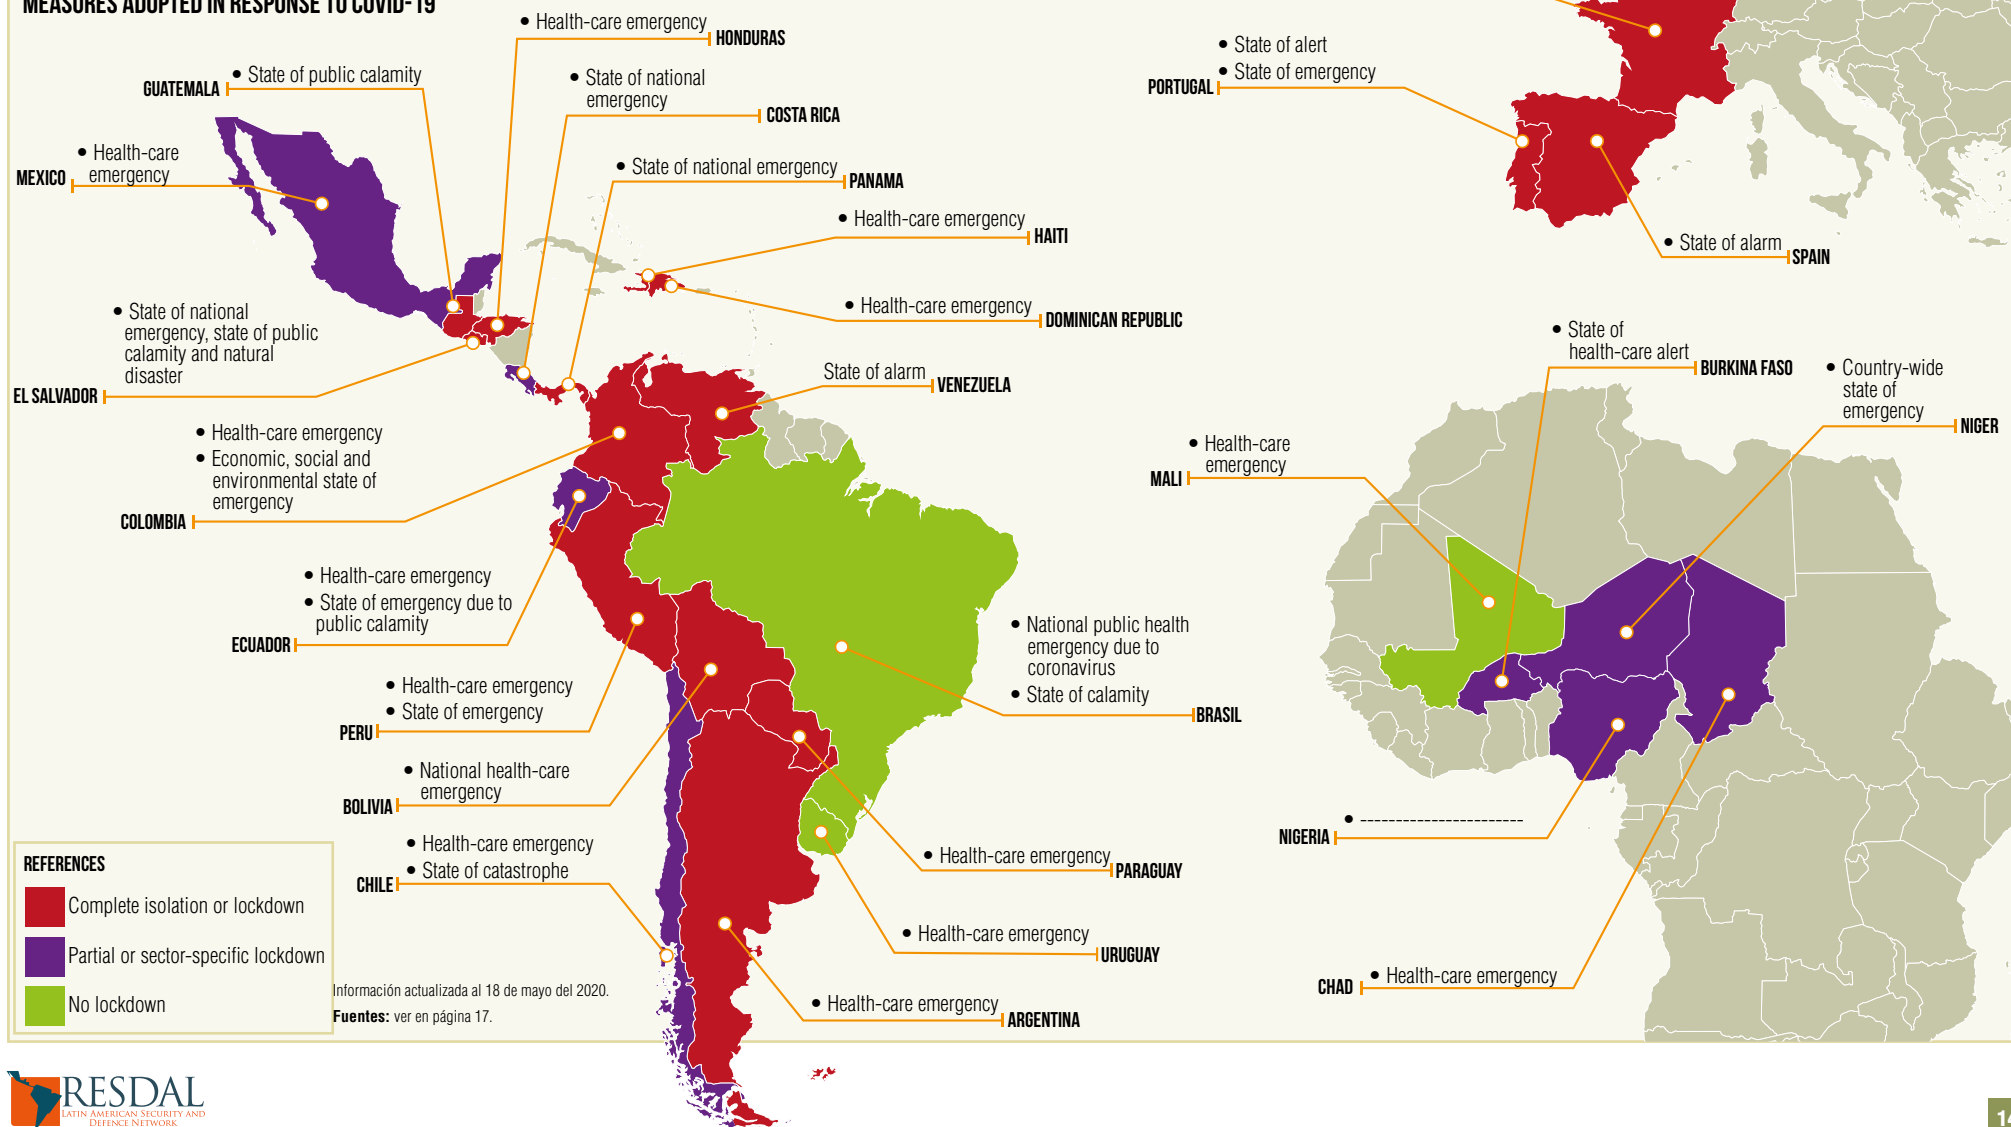 MEASURES ADOPTED IN RESPONSE TO COVID-19
• Health-care emergency
HONDURAS
• State of public calamity
GUATEMALA
• State of national
emergency
COSTA RICA
• Health-care
emergency
MEXICO
• State of national emergency
PANAMA
• Health-care emergency
HAITI
• Health-care emergency
DOMINICAN REPUBLIC
• State of national
emergency, state of public
calamity and natural
disaster
EL SALVADOR
State of alarm
VENEZUELA
• Health-care emergency
• Economic, social and
environmental state of
emergency
COLOMBIA
• Health-care emergency
• State of emergency due to
public calamity
ECUADOR
• National public health
emergency due to
coronavirus
• State of calamity
BRASIL
• Health-care emergency
• State of emergency
PERU
• National health-care
emergency
BOLIVIA
• Health-care emergency
• State of catastrophe
CHILE
• Health-care emergency
PARAGUAY
• Health-care emergency
URUGUAY
• Health-care emergency
ARGENTINA
• State of alert
• State of emergency
PORTUGAL
• State of alarm
SPAIN
• State of
health-care alert
BURKINA FASO
• Country-wide
state of
emergency
NIGER
• Health-care
emergency
MALI
• -----------------------
NIGERIA
• Health-care emergency
CHAD
REFERENCES
Complete isolation or lockdown
Partial or sector-specific lockdown
No lockdown
Información actualizada al 18 de mayo del 2020.
Fuentes: ver en página 17.
RESDAL
LATIN AMERICAN SECURITY AND
DEFENCE NETWORK